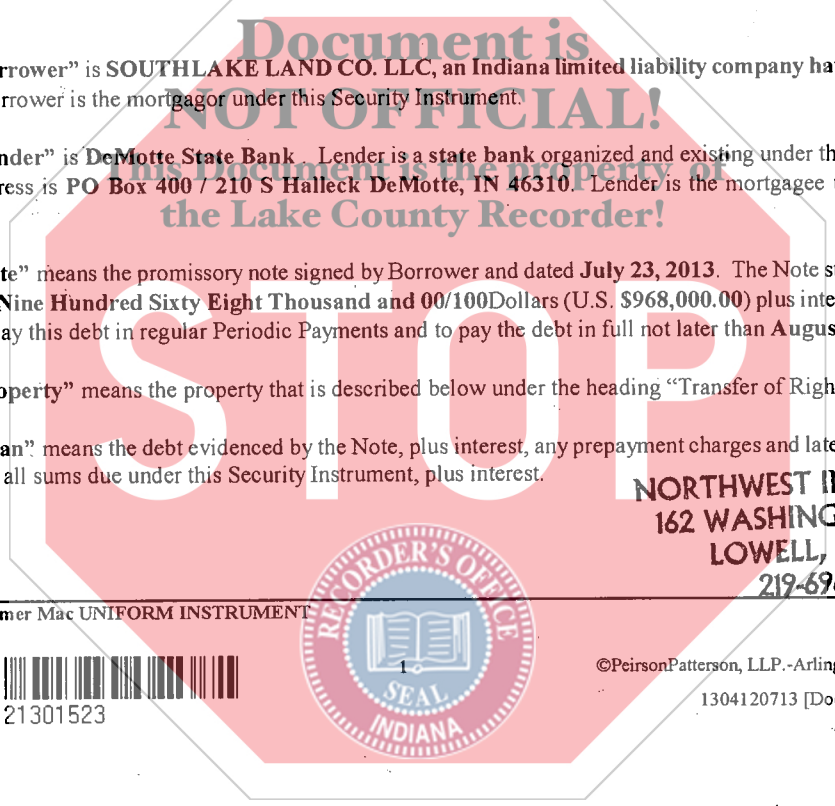 Document is
rrower” is SOUTHLAKE LAND CO. LLC, an Indiana limited liability company ha
rrower is the mortgagor under this Security Instrument.
NOT OFFICIAL!
nder” is DeMotte State Bank . Lender is a state bank organized and existing under th
This Document is the property of
ress is PO Box 400 / 210 S Halleck DeMotte, IN 46310. Lender is the mortgagee
the Lake County Recorder!
te” means the promissory note signed by Borrower and dated July 23, 2013. The Note s
Nine Hundred Sixty Eight Thousand and 00/100Dollars (U.S. $968,000.00) plus inte
ay this debt in regular Periodic Payments and to pay the debt in full not later than Augus
STOP
operty” means the property that is described below under the heading “Transfer of Righ
an” means the debt evidenced by the Note, plus interest, any prepayment charges and late
all sums due under this Security Instrument, plus interest.
NORTHWEST I
162 WASHING
LOWELL,
219-69
mer Mac UNIFORM INSTRUMENT
RECORDER'S OFFICE
1
SEAL
INDIANA
©PeirsonPatterson, LLP.-Arling
1304120713 [Do
21301523